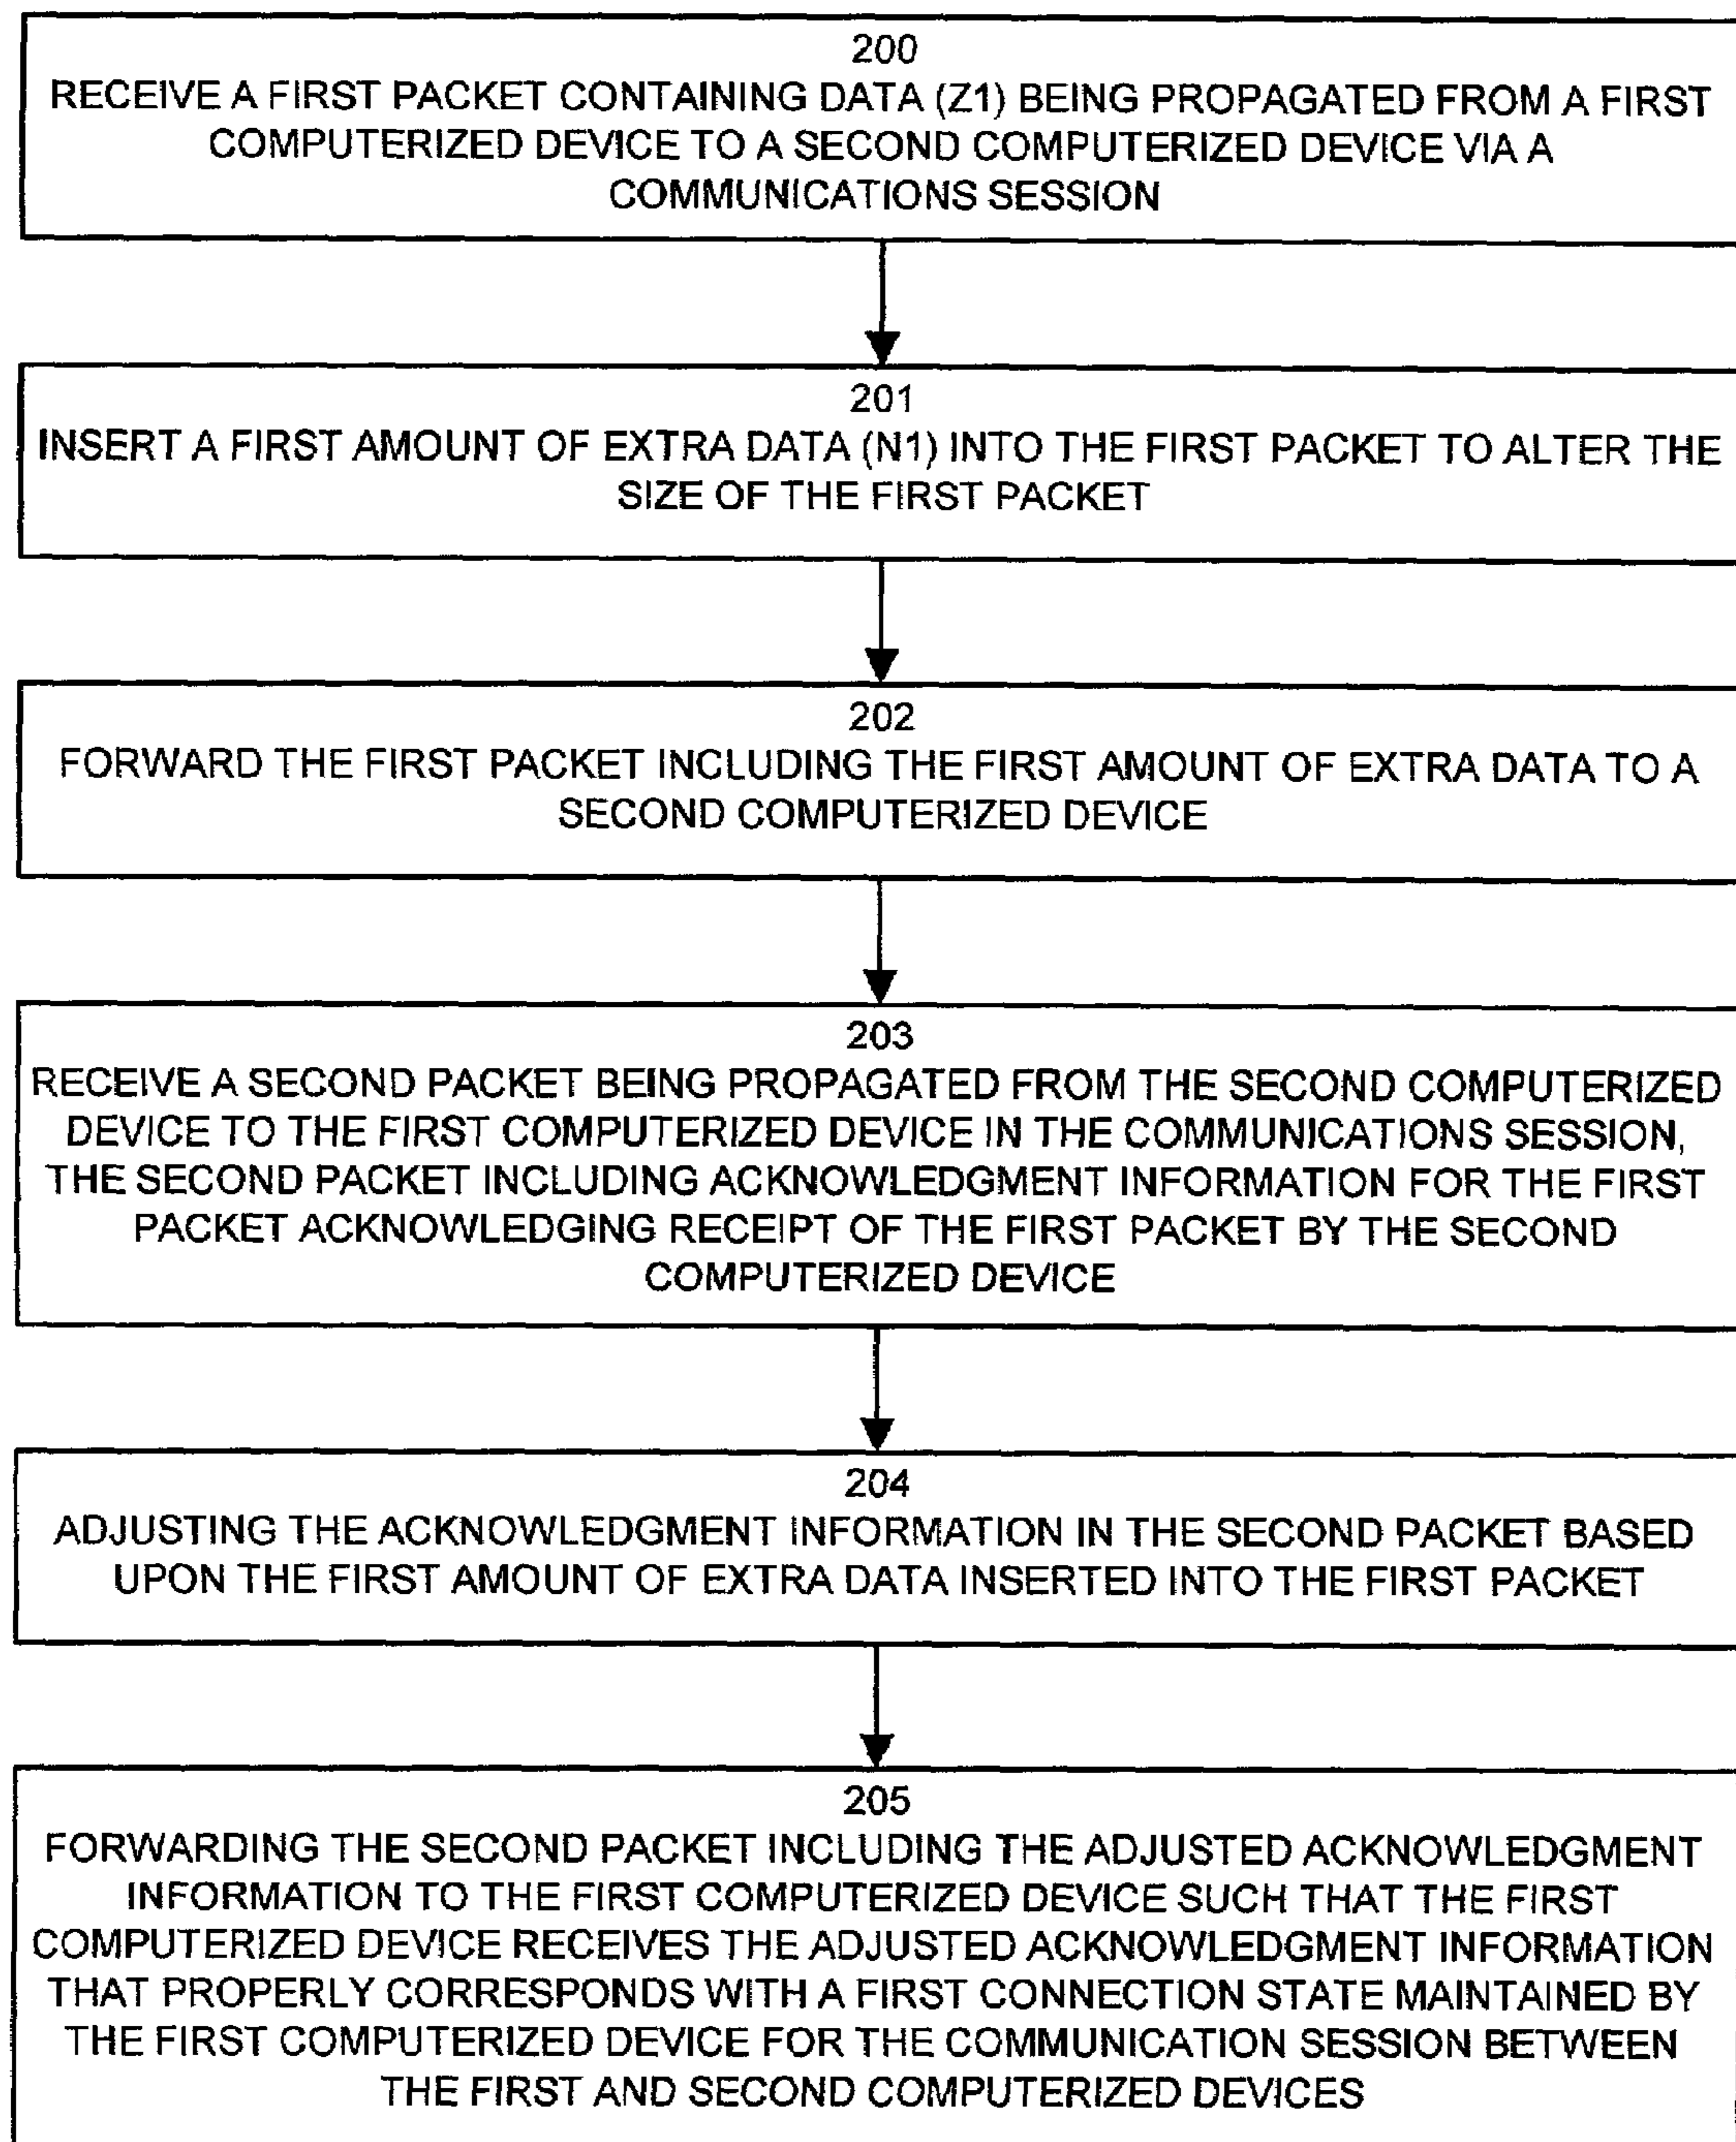 200
RECEIVE A FIRST PACKET CONTAINING DATA (Z1) BEING PROPAGATED FROM A FIRST
COMPUTERIZED DEVICE TO A SECOND COMPUTERIZED DEVICE VIA A
COMMUNICATIONS SESSION
201
INSERT A FIRST AMOUNT OF EXTRA DATA (N1) INTO THE FIRST PACKET TO ALTER THE
SIZE OF THE FIRST PACKET
202
FORWARD THE FIRST PACKET INCLUDING THE FIRST AMOUNT OF EXTRA DATA TO A
SECOND COMPUTERIZED DEVICE
203
RECEIVE A SECOND PACKET BEING PROPAGATED FROM THE SECOND COMPUTERIZED
DEVICE TO THE FIRST COMPUTERIZED DEVICE IN THE COMMUNICATIONS SESSION,
THE SECOND PACKET INCLUDING ACKNOWLEDGMENT INFORMATION FOR THE FIRST
PACKET ACKNOWLEDGING RECEIPT OF THE FIRST PACKET BY THE SECOND
COMPUTERIZED DEVICE
204
ADJUSTING THE ACKNOWLEDGMENT INFORMATION IN THE SECOND PACKET BASED
UPON THE FIRST AMOUNT OF EXTRA DATA INSERTED INTO THE FIRST PACKET
205
FORWARDING THE SECOND PACKET INCLUDING THE ADJUSTED ACKNOWLEDGMENT
INFORMATION TO THE FIRST COMPUTERIZED DEVICE SUCH THAT THE FIRST
COMPUTERIZED DEVICE RECEIVES THE ADJUSTED ACKNOWLEDGMENT INFORMATION
THAT PROPERLY CORRESPONDS WITH A FIRST CONNECTION STATE MAINTAINED BY
THE FIRST COMPUTERIZED DEVICE FOR THE COMMUNICATION SESSION BETWEEN
THE FIRST AND SECOND COMPUTERIZED DEVICES